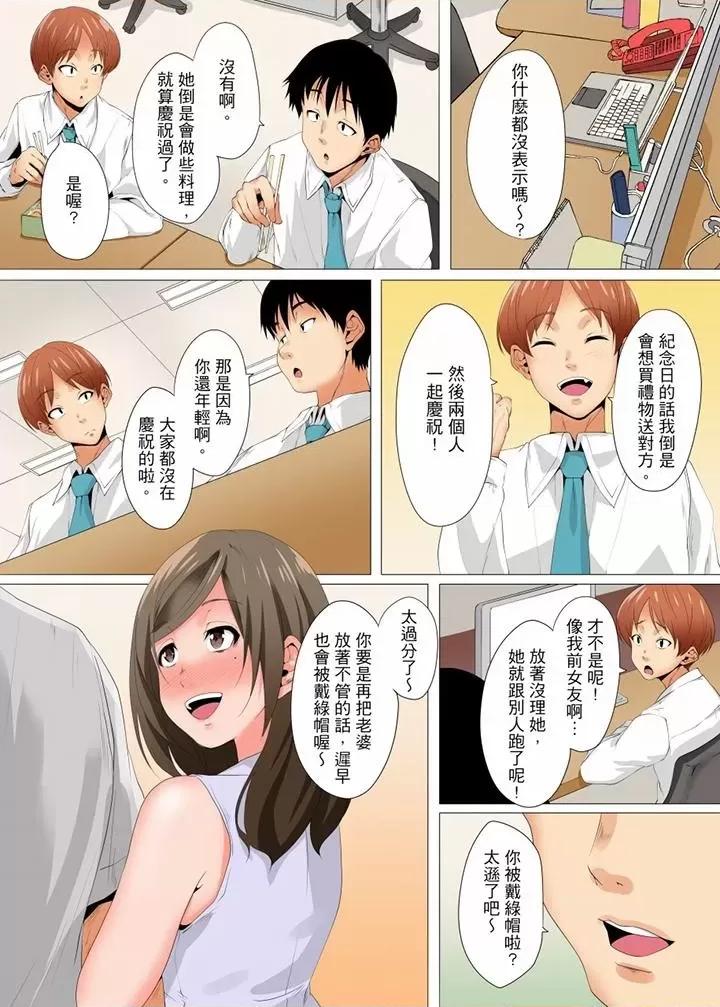 你什麼都沒表示嗎～？
沒有啊。
她倒是會做些料理，
就算慶祝過了。
是喔？
紀念日的話我倒是
會想買禮物送對方。
然後兩個人
一起慶祝！
那是因為
你還年輕啊。
大家都沒在
慶祝的啦。
才不是呢！
像我前女友啊…
放著沒理她，
她就跟別人跑了呢！
你被戴綠帽啦？
太遜了吧～
太過分了～
你要是再把老婆
放著不管的話，遲早
也會被戴綠帽喔～